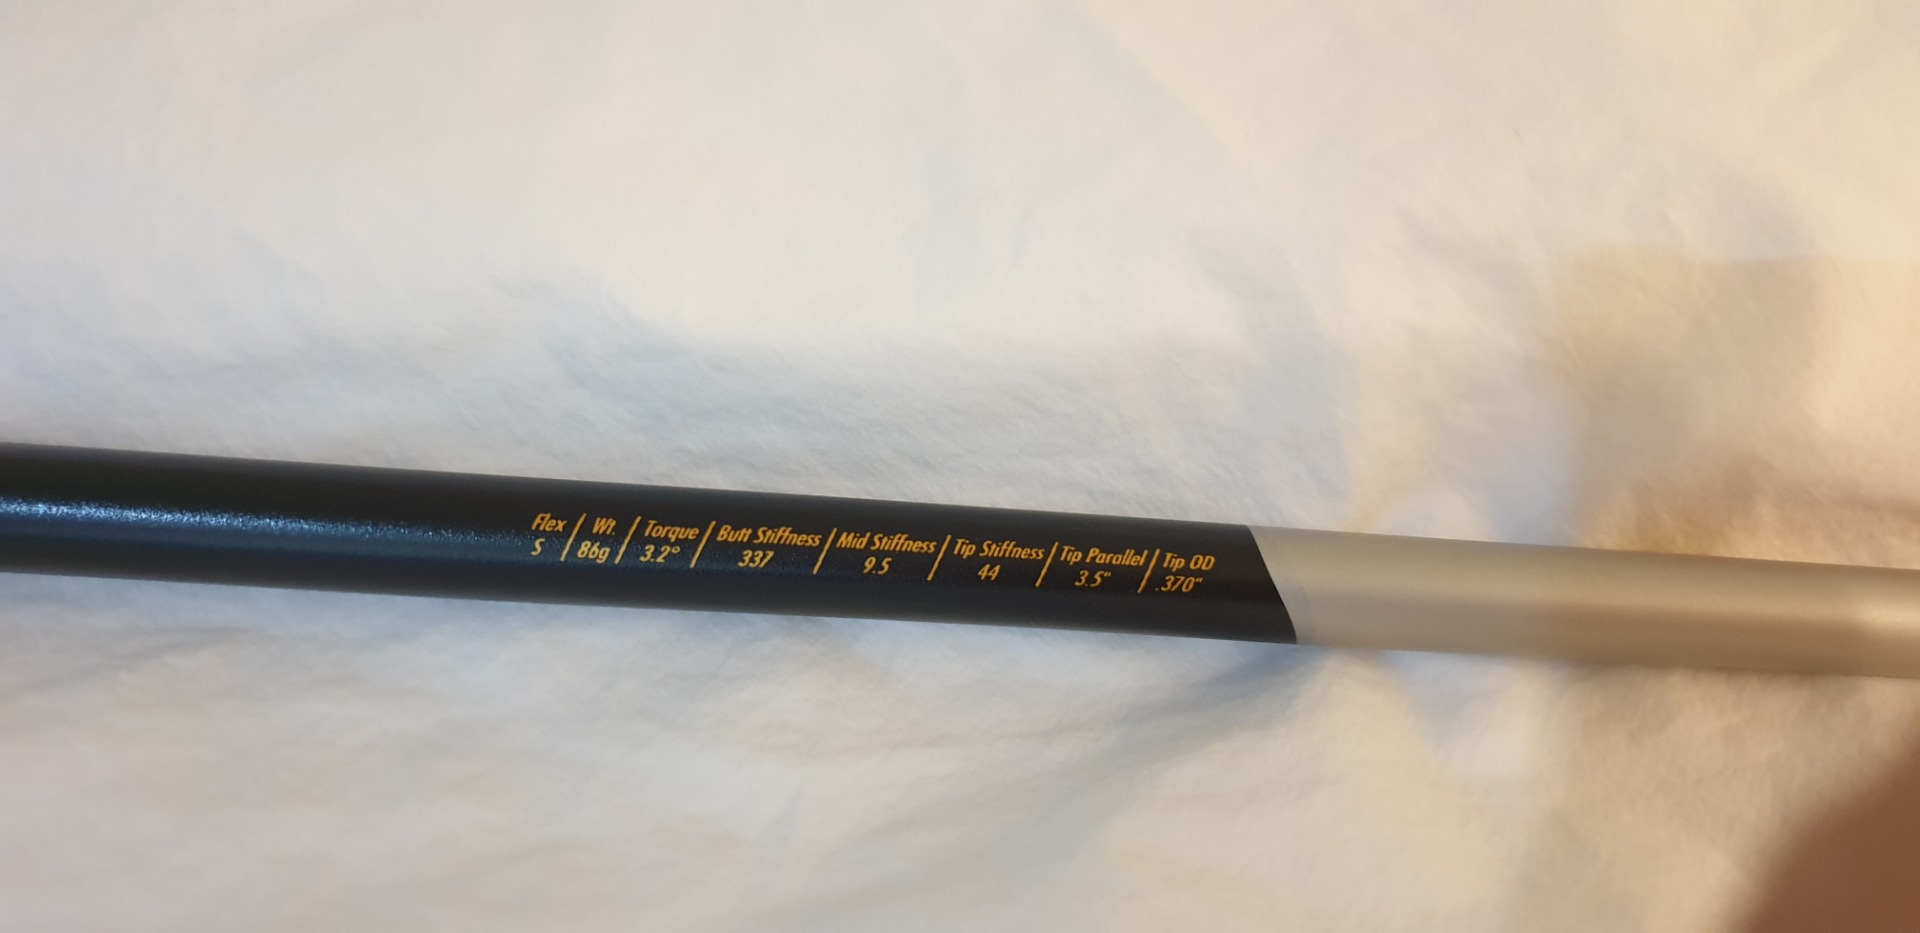 Flex / Wt. / Torque / Butt Stiffness / Mid Stiffness / Tip Stiffness / Tip Parallel / Tip OD
S / 86g / 3.2° / 337 / 9.5 / 44 / 3.5" / .370"